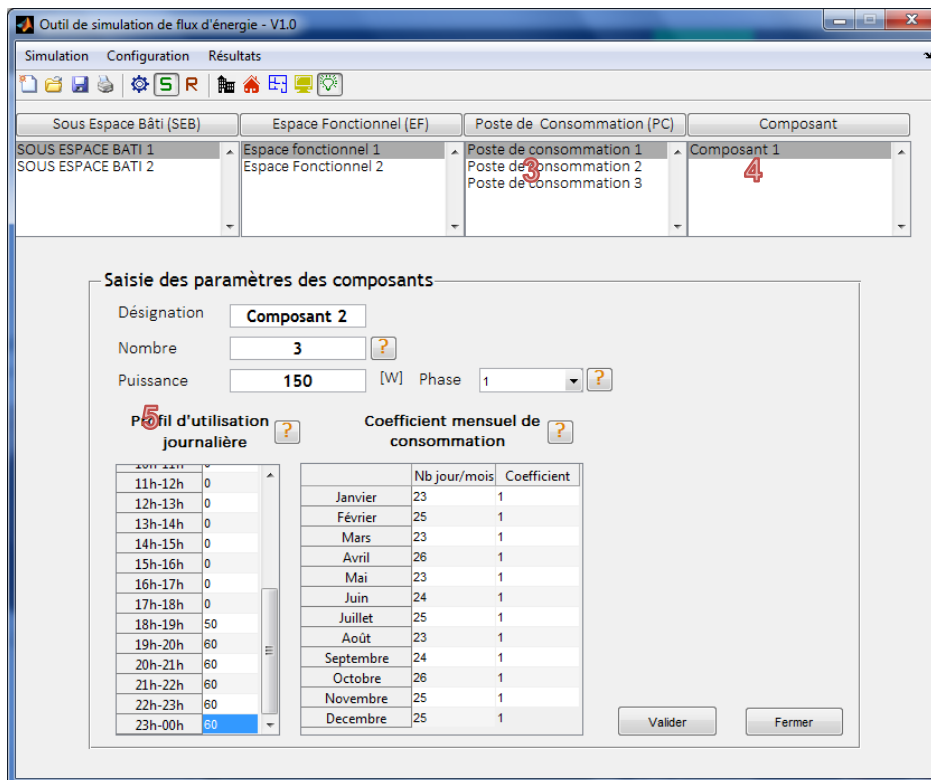 Outil de simulation de flux d'énergie - V1.0
Simulation Configuration Résultats
S R
Sous Espace Bâti (SEB) Espace Fonctionnel (EF) Poste de Consommation (PC) Composant
SOUS ESPACE BATI 1 Espace fonctionnel 1 Poste de consommation 1 Composant 1
SOUS ESPACE BATI 2 Espace Fonctionnel 2 Poste de consommation 2
3 4
Poste de consommation 3
Saisie des paramètres des composants
Désignation Composant 2
Nombre 3 ?
Puissance 150 [W] Phase 1 ?
5
Profil d'utilisation journalière ?
Coefficient mensuel de consommation ?
10h-11h 0
11h-12h 0
12h-13h 0
13h-14h 0
14h-15h 0
15h-16h 0
16h-17h 0
17h-18h 0
18h-19h 50
19h-20h 60
20h-21h 60
21h-22h 60
22h-23h 60
23h-00h 60
Nb jour/mois Coefficient
Janvier 23 1
Février 25 1
Mars 23 1
Avril 26 1
Mai 23 1
Juin 24 1
Juillet 25 1
Août 23 1
Septembre 24 1
Octobre 26 1
Novembre 25 1
Decembre 25 1
Valider Fermer